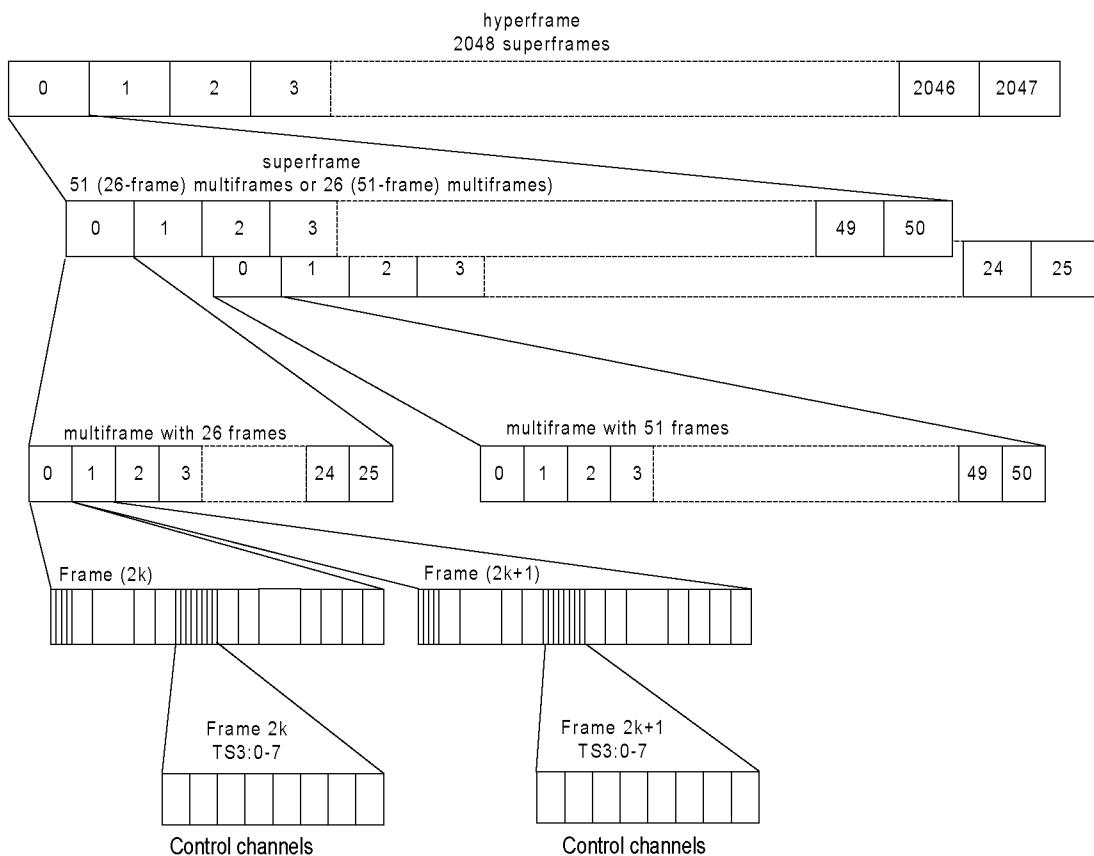 hyperframe
2048 superframes
0 1 2 3 2046 2047
superframe
51 (26-frame) multiframes or 26 (51-frame) multiframes)
0 1 2 3 49 50
0 1 2 3 24 25
multiframe with 26 frames
0 1 2 3 24 25
multiframe with 51 frames
0 1 2 3 49 50
Frame (2k)
Frame (2k+1)
Frame 2k
TS3:0-7
Control channels
Frame 2k+1
TS3:0-7
Control channels